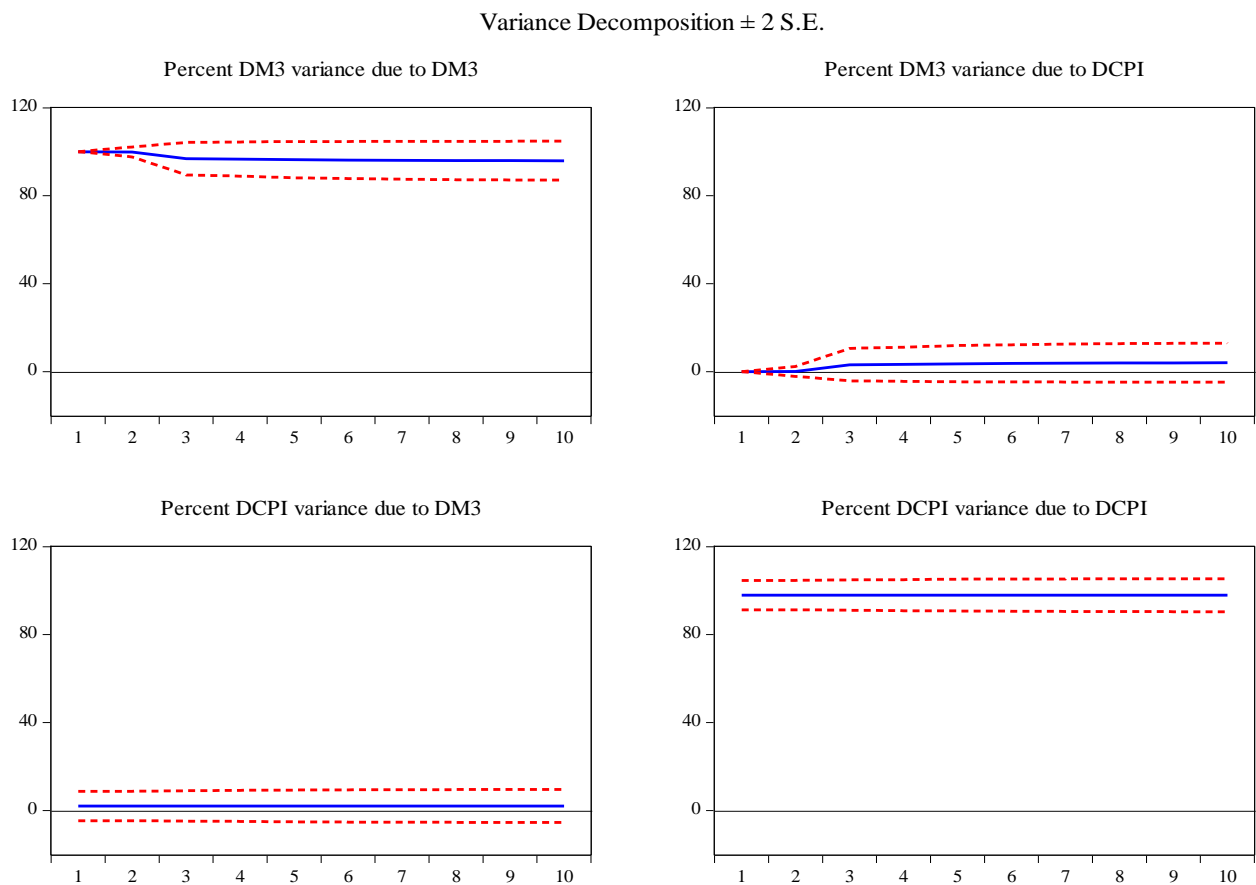 Variance Decomposition ± 2 S.E.
Percent DM3 variance due to DM3
120
80
40
0
1 2 3 4 5 6 7 8 9 10
Percent DM3 variance due to DCPI
120
80
40
0
1 2 3 4 5 6 7 8 9 10
Percent DCPI variance due to DM3
120
80
40
0
1 2 3 4 5 6 7 8 9 10
Percent DCPI variance due to DCPI
120
80
40
0
1 2 3 4 5 6 7 8 9 10